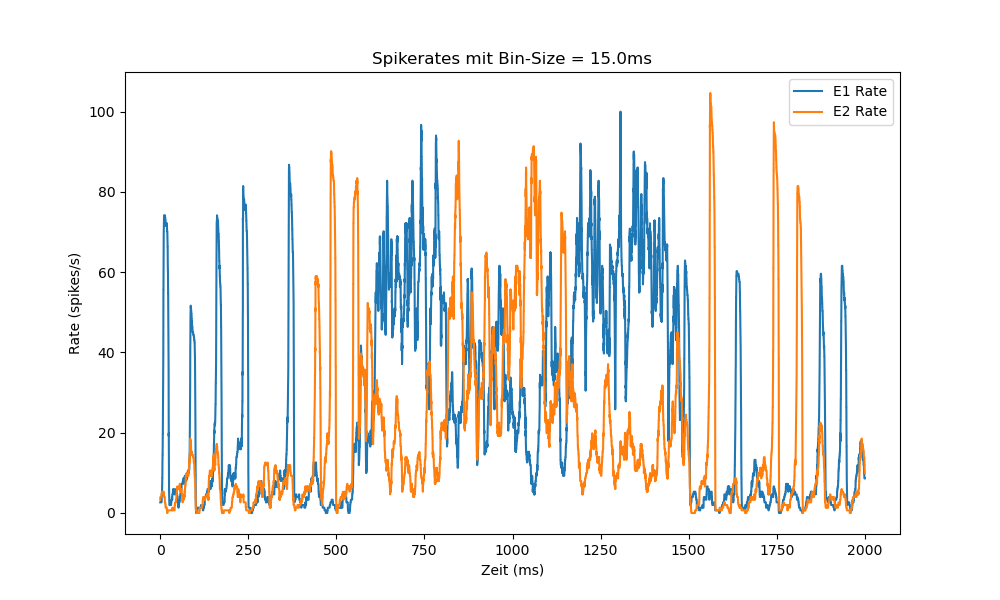 Spikerates mit Bin-Size = 15.0ms
E1 Rate
E2 Rate
Rate (spikes/s)
100
80
60
40
20
0
0 250 500 750 1000 1250 1500 1750 2000
Zeit (ms)